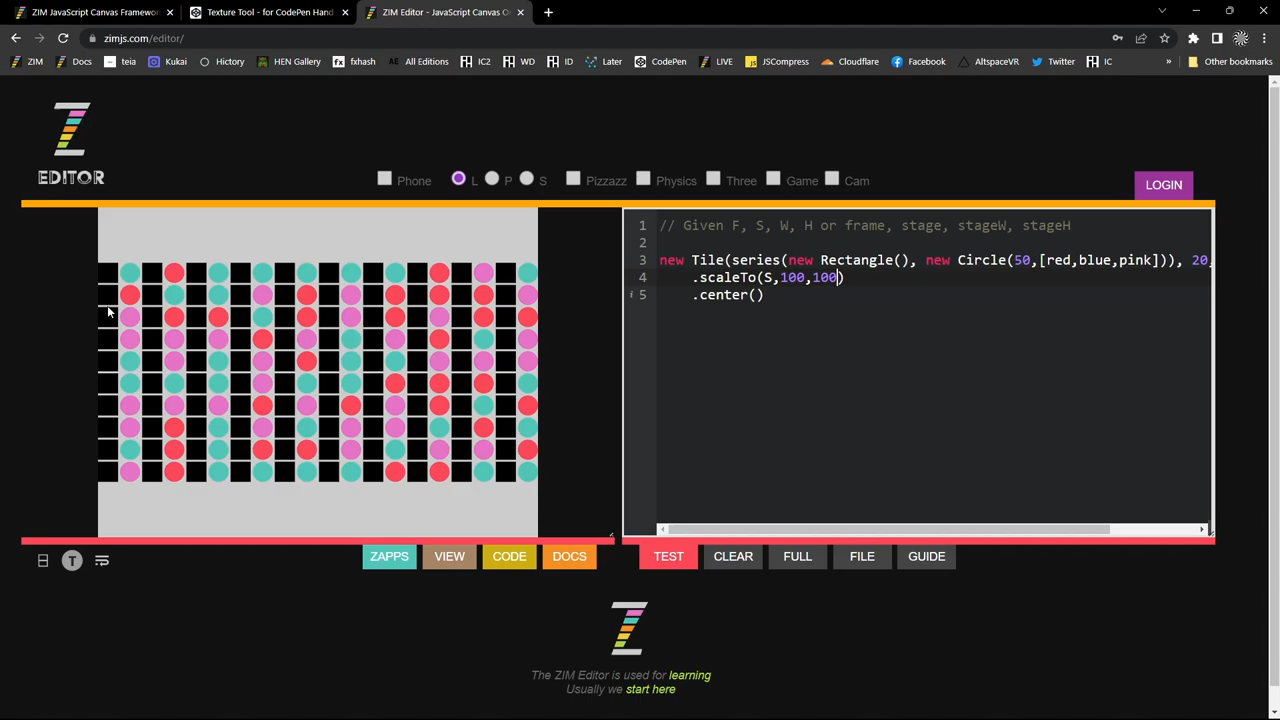 ZIM JavaScript Canvas Framewor
Texture Tool - for CodePen Hand
ZIM Editor - JavaScript Canvas O
zimjs.com/editor/
ZIM
Docs
teia
Kukai
Hictory
HEN Gallery
fxhash
All Editions
IC2
WD
ID
Later
CodePen
LIVE
JSCompress
Cloudflare
Facebook
AltspaceVR
Twitter
IC
»
Other bookmarks
EDITOR
Phone
L
P
S
Pizzazz
Physics
Three
Game
Cam
LOGIN
1 // Given F, S, W, H or frame, stage, stageW, stageH
2
3 new Tile(series(new Rectangle(), new Circle(50,[red,blue,pink])), 20,
4 .scaleTo(S,100,100)
5 .center()
T
ZAPPS
VIEW
CODE
DOCS
TEST
CLEAR
FULL
FILE
GUIDE
The ZIM Editor is used for learning
Usually we start here